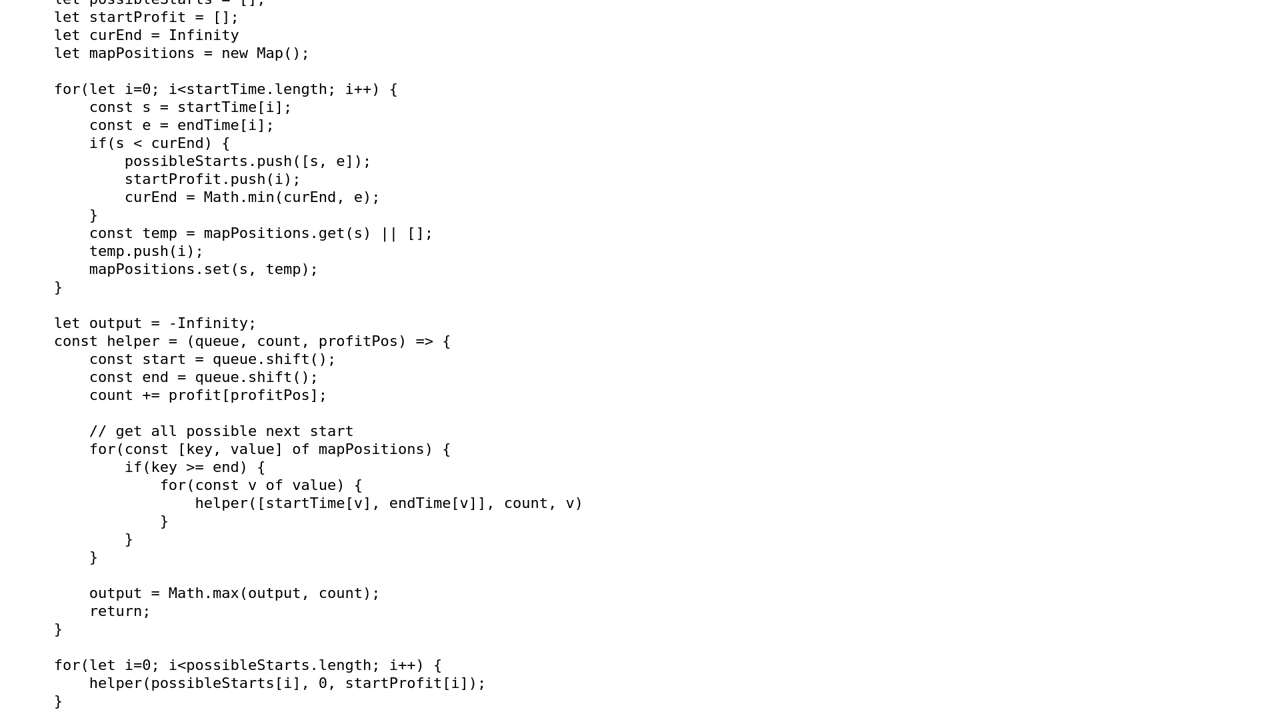 let possibleStarts = [];
let startProfit = [];
let curEnd = Infinity
let mapPositions = new Map();

for(let i=0; i<startTime.length; i++) {
    const s = startTime[i];
    const e = endTime[i];
    if(s < curEnd) {
        possibleStarts.push([s, e]);
        startProfit.push(i);
        curEnd = Math.min(curEnd, e);
    }
    const temp = mapPositions.get(s) || [];
    temp.push(i);
    mapPositions.set(s, temp);
}

let output = -Infinity;
const helper = (queue, count, profitPos) => {
    const start = queue.shift();
    const end = queue.shift();
    count += profit[profitPos];

    // get all possible next start
    for(const [key, value] of mapPositions) {
        if(key >= end) {
            for(const v of value) {
                helper([startTime[v], endTime[v]], count, v)
            }
        }
    }

    output = Math.max(output, count);
    return;
}

for(let i=0; i<possibleStarts.length; i++) {
    helper(possibleStarts[i], 0, startProfit[i]);
}